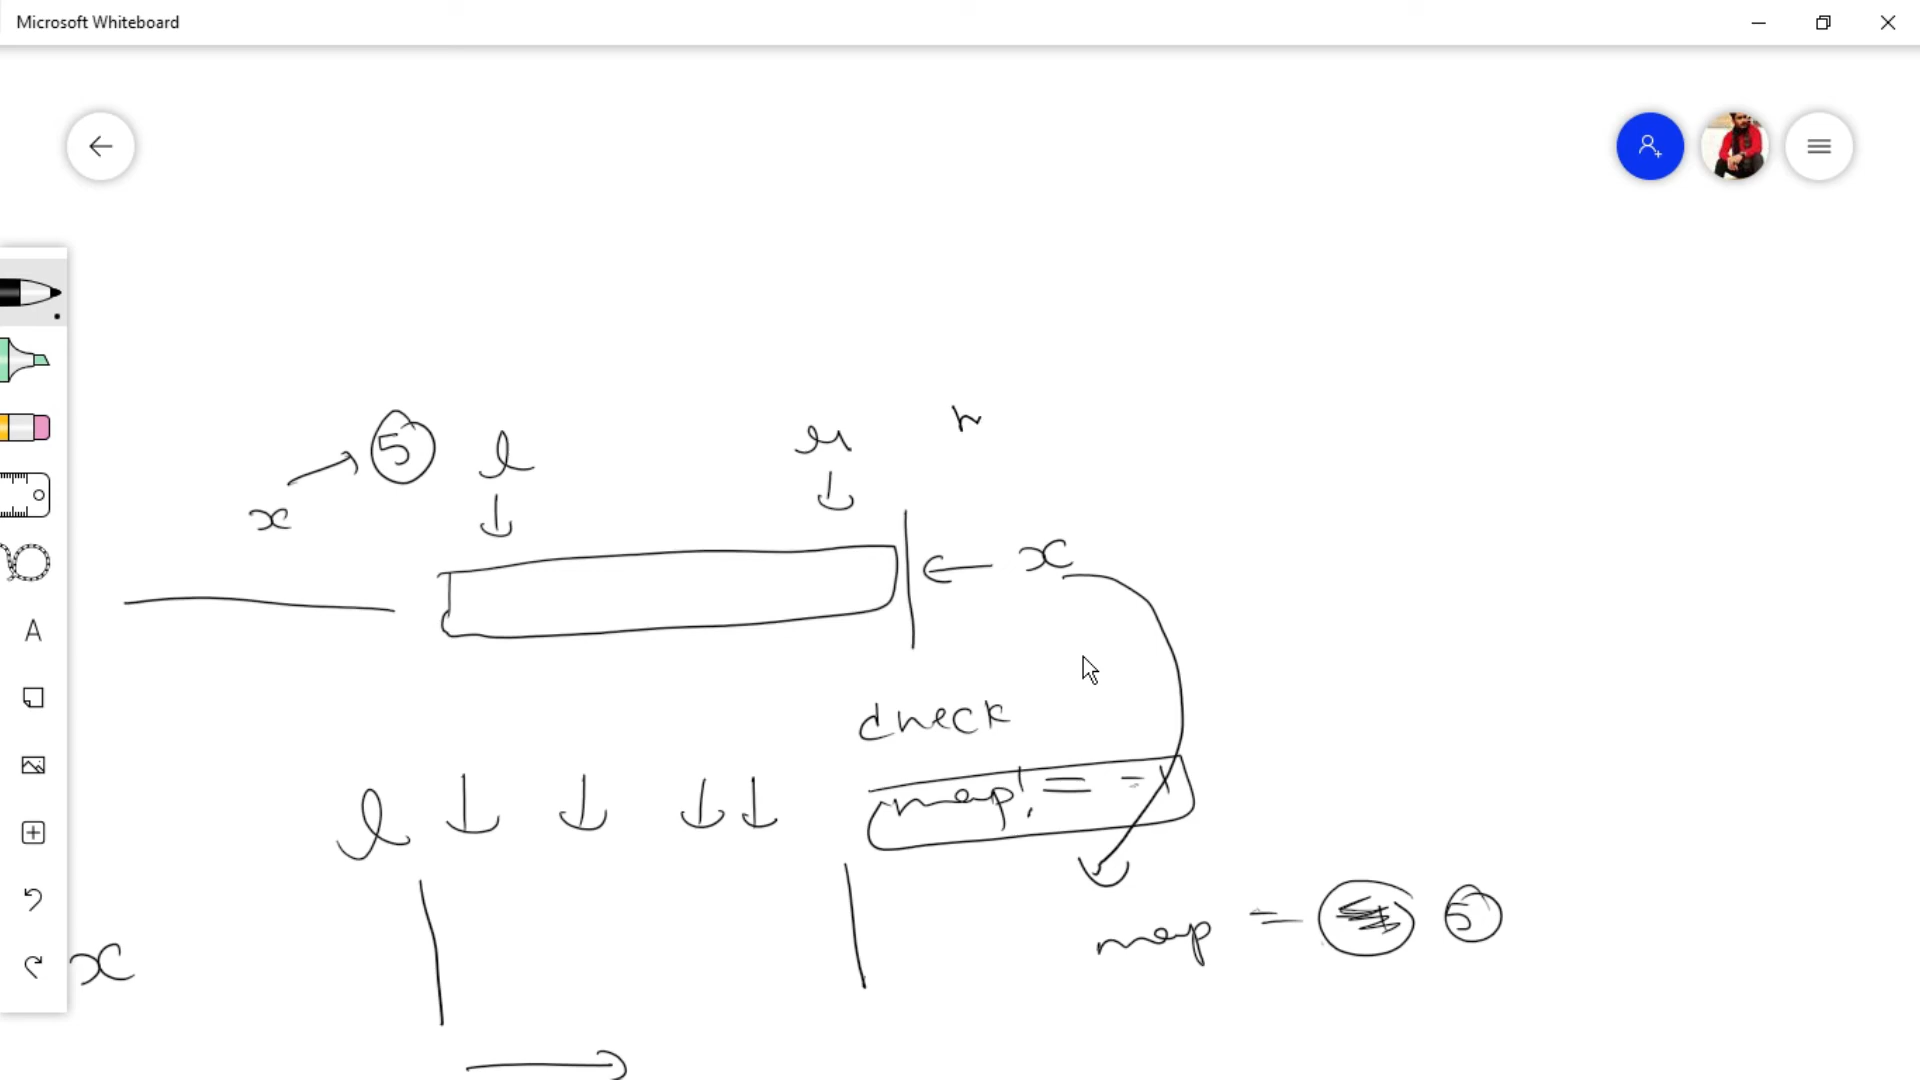 Microsoft Whiteboard
A
5 l r
x
x
check
l map != -1
map = 5
x